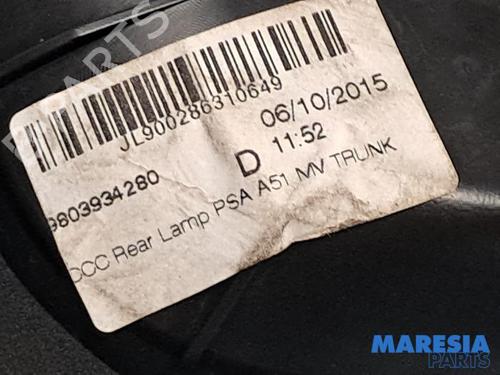 JL900286310649
06/10/2015
11:52
9803934280
D
CCC Rear Lamp PSA A51 MV TRUNK
MARESIA
PARTS